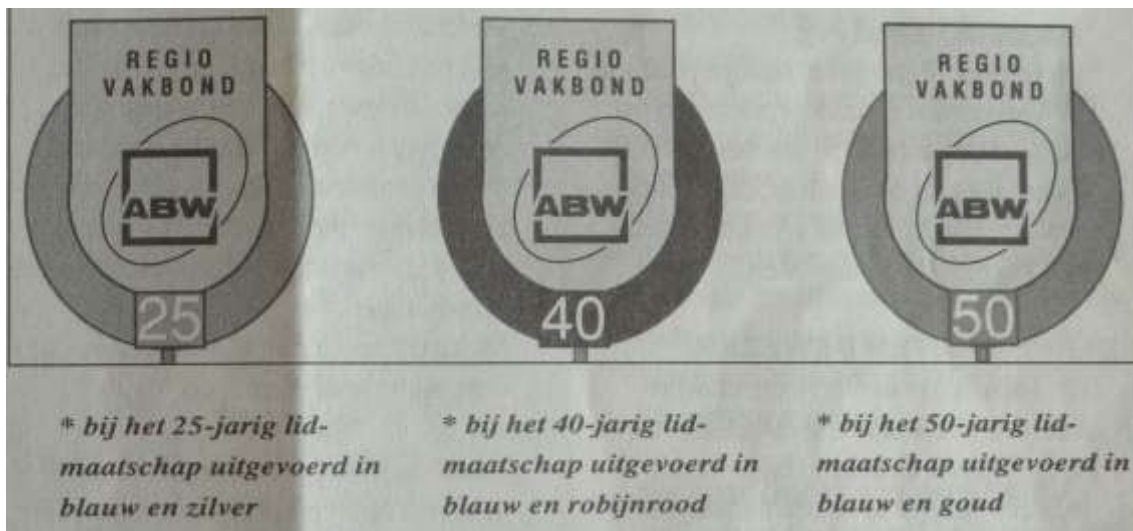 REGIO
VAKBOND
ABW
25
REGIO
VAKBOND
ABW
40
REGIO
VAKBOND
ABW
50
* bij het 25-jarig lid-
maatschap uitgevoerd in
blauw en zilver
* bij het 40-jarig lid-
maatschap uitgevoerd in
blauw en robijnrood
* bij het 50-jarig lid-
maatschap uitgevoerd in
blauw en goud